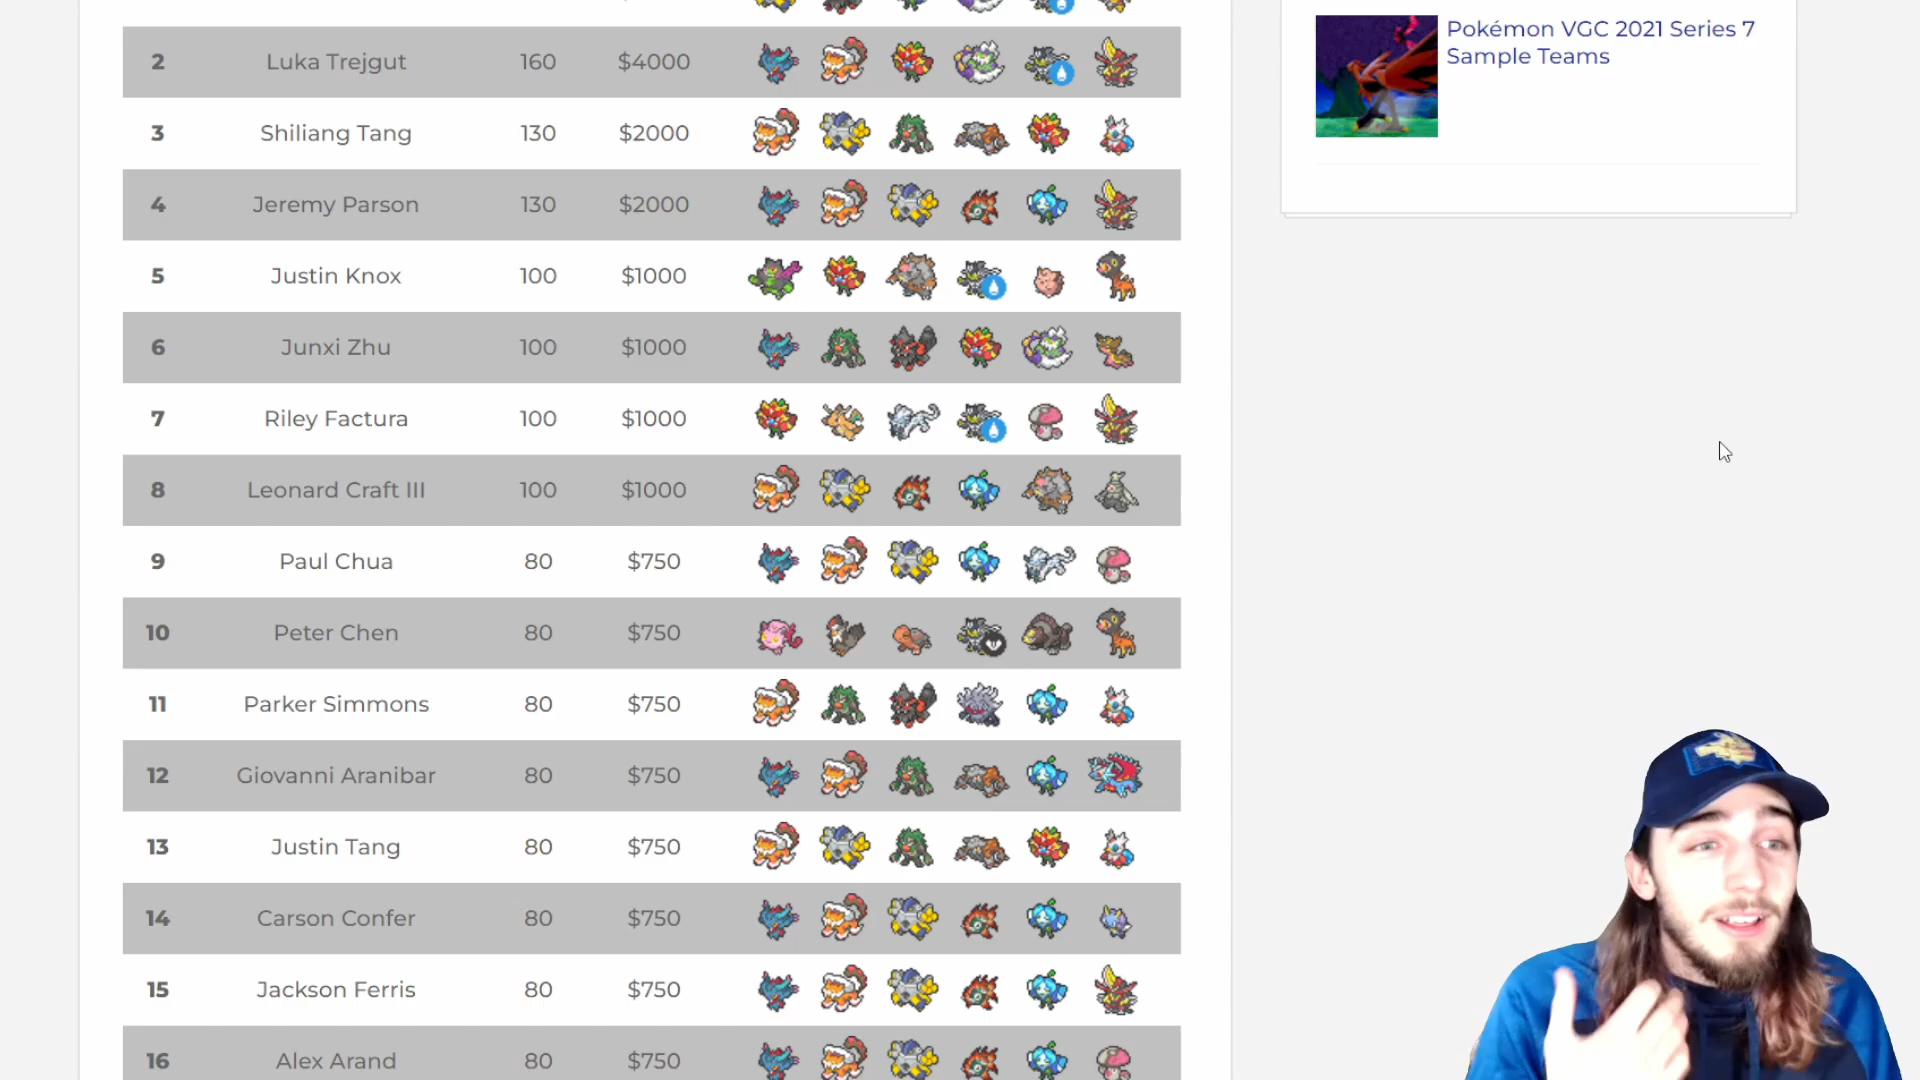 2 Luka Trejgut 160 $4000
3 Shiliang Tang 130 $2000
4 Jeremy Parson 130 $2000
5 Justin Knox 100 $1000
6 Junxi Zhu 100 $1000
7 Riley Factura 100 $1000
8 Leonard Craft III 100 $1000
9 Paul Chua 80 $750
10 Peter Chen 80 $750
11 Parker Simmons 80 $750
12 Giovanni Aranibar 80 $750
13 Justin Tang 80 $750
14 Carson Confer 80 $750
15 Jackson Ferris 80 $750
16 Alex Arand 80 $750
Pokémon VGC 2021 Series 7
Sample Teams